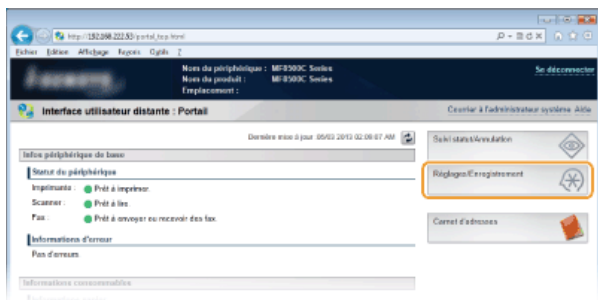 http://192.168.222.53/portal_top.html
Fichier Edition Affichage Favoris Outils ?
Nom du périphérique : MF8500C Series
Nom du produit : MF8500C Series
Emplacement :
Se déconnecter
Interface utilisateur distante : Portail
Courrier à l'administrateur système Aide
Dernière mise à jour :05/03 2013 02:09:07 AM
Infos périphérique de base
Statut du périphérique
Imprimante : Prêt à imprimer.
Scanner : Prêt à lire.
Fax : Prêt à envoyer ou recevoir des fax.
Informations d'erreur
Pas d'erreurs
Informations consommables
Suivi statut/Annulation
Réglages/Enregistrement
Carnet d'adresses